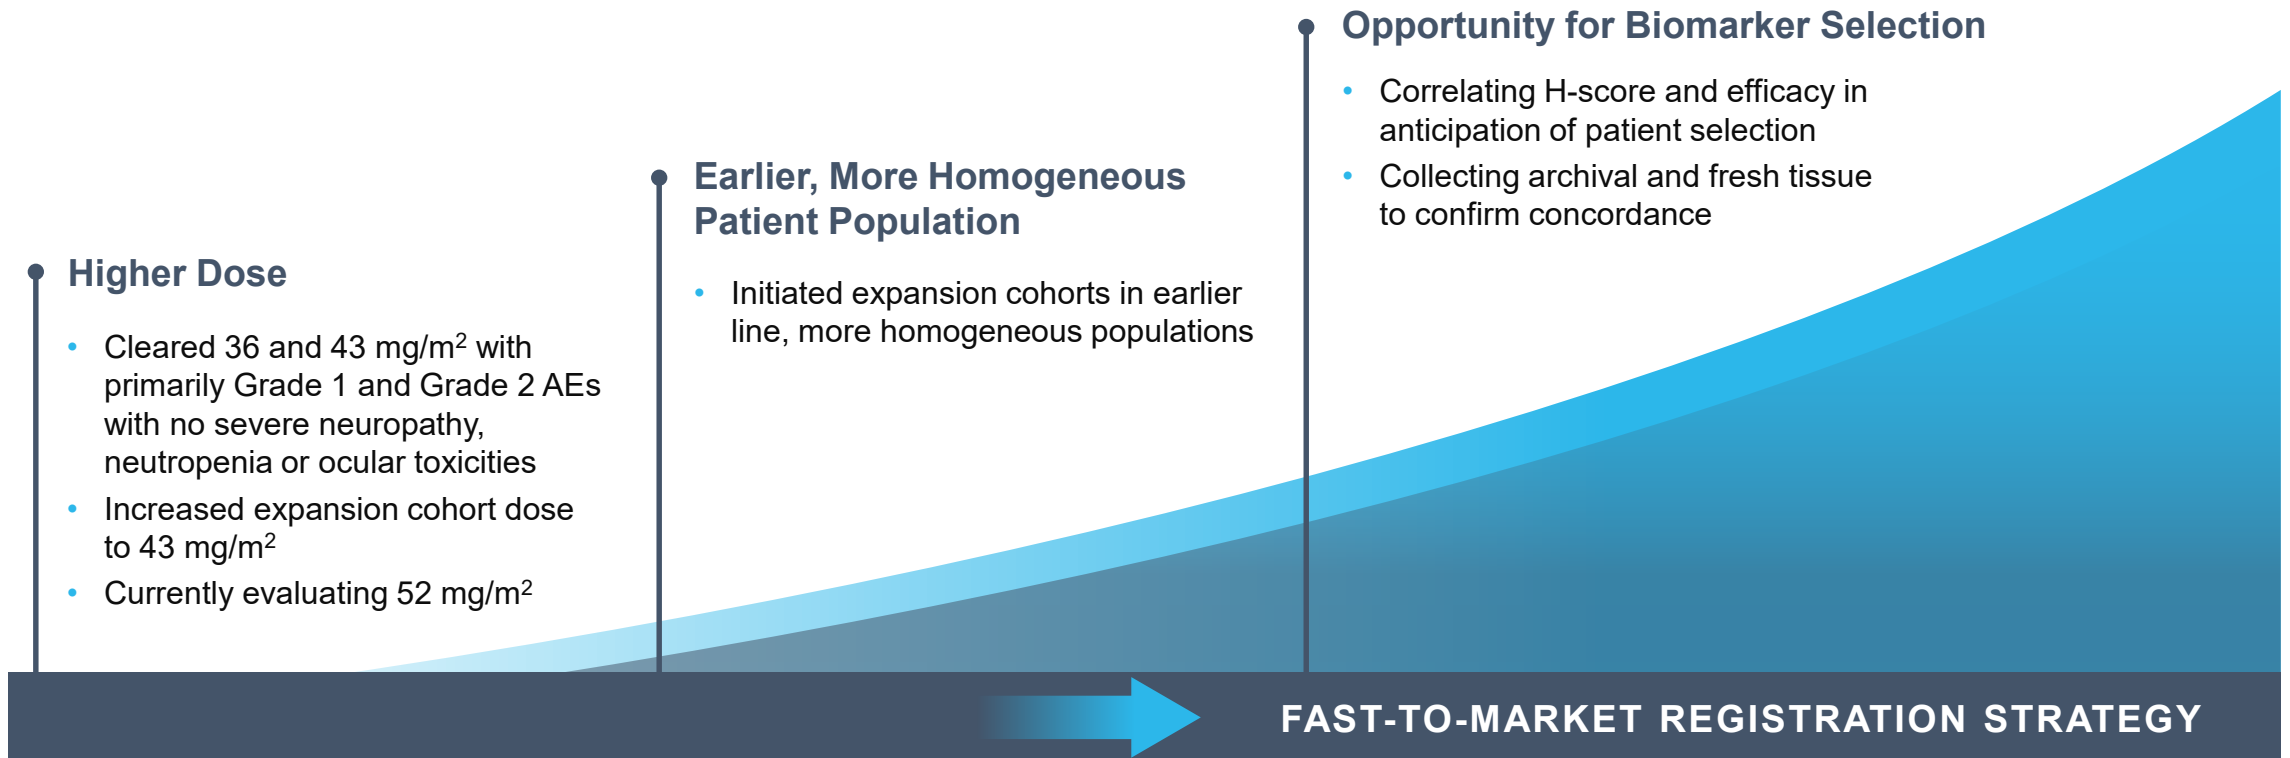 Higher Dose
• Cleared 36 and 43 mg/m² with
primarily Grade 1 and Grade 2 AEs
with no severe neuropathy,
neutropenia or ocular toxicities
• Increased expansion cohort dose
to 43 mg/m²
• Currently evaluating 52 mg/m²
Earlier, More Homogeneous
Patient Population
• Initiated expansion cohorts in earlier
line, more homogeneous populations
Opportunity for Biomarker Selection
• Correlating H-score and efficacy in
anticipation of patient selection
• Collecting archival and fresh tissue
to confirm concordance
FAST-TO-MARKET REGISTRATION STRATEGY